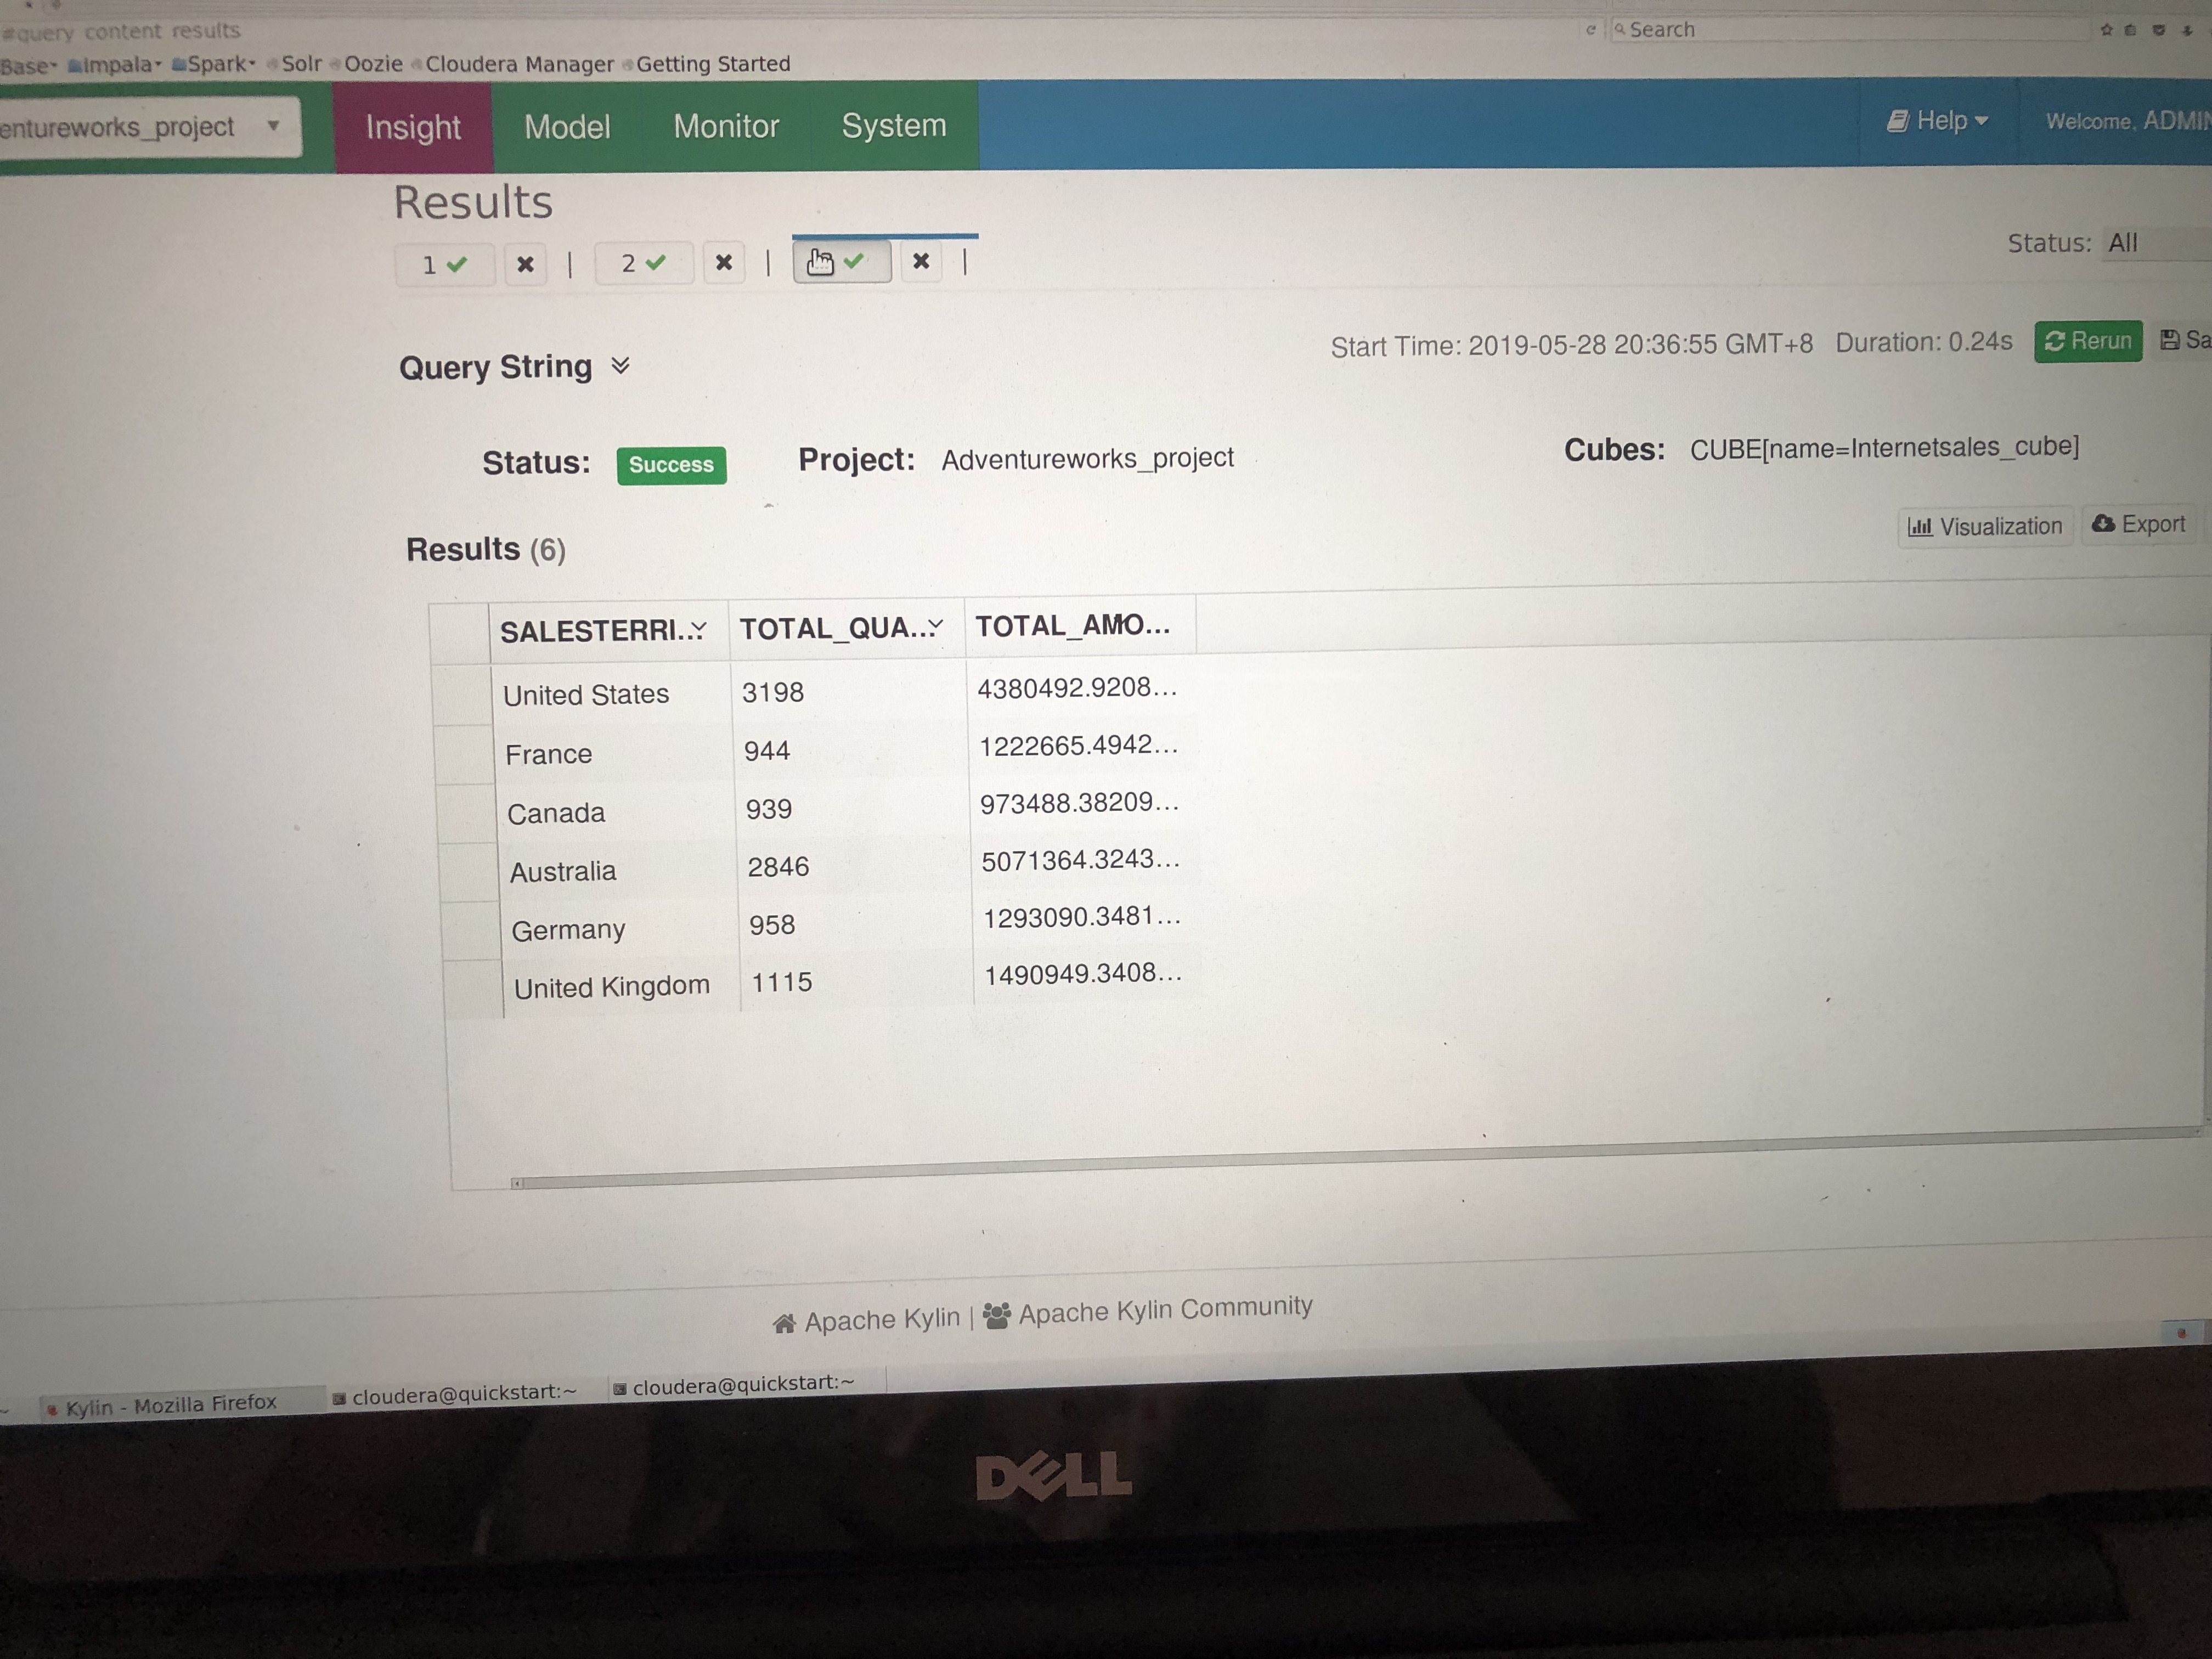 #query content results
Search
Base Impala Spark Solr Oozie Cloudera Manager Getting Started
entureworks_project Insight Model Monitor System Help Welcome, ADMIN
Results
1 | 2 | |
Status: All
Start Time: 2019-05-28 20:36:55 GMT+8 Duration: 0.24s Rerun Sa
Query String
Status: Success Project: Adventureworks_project Cubes: CUBE[name=Internetsales_cube]
Visualization Export
Results (6)
SALESTERRI... TOTAL_QUA... TOTAL_AMO...
United States 3198 4380492.9208...
France 944 1222665.4942...
Canada 939 973488.38209...
Australia 2846 5071364.3243...
Germany 958 1293090.3481...
United Kingdom 1115 1490949.3408...
Apache Kylin | Apache Kylin Community
Kylin - Mozilla Firefox cloudera@quickstart:~ cloudera@quickstart:~
DELL